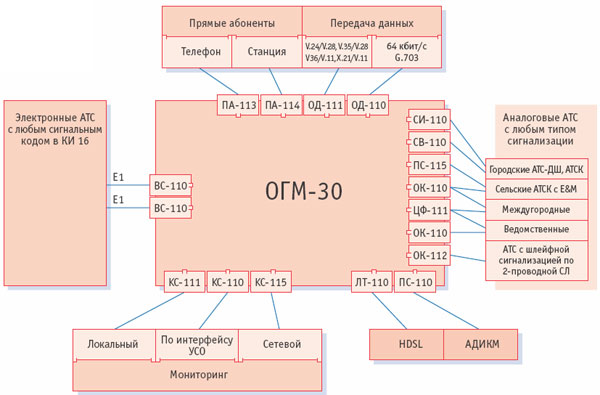 Прямые абоненты
Передача данных
Телефон
Станция
V.24/V.28, V.35/V.28
V36/V.11,X.21/V.11
64 кбит/с
G.703
ПА-113
ПА-114
ОД-111
ОД-110
Электронные АТС
с любым сигнальным
кодом в КИ 16
Е1
Е1
ВС-110
ВС-110
ОГМ-30
СИ-110
СВ-110
ПС-115
ОК-110
ЦФ-111
ОК-110
ОК-112
Аналоговые АТС
с любым типом
сигнализации
Городские АТС-ДШ, АТСК
Сельские АТСК с Е&М
Междугородные
Ведомственные
АТС с шлейфной
сигнализацией по
2-проводной СЛ
КС-111
КС-110
КС-115
ЛТ-110
ПС-110
Локальный
По интерфейсу
УСО
Сетевой
Мониторинг
HDSL
АДИКМ